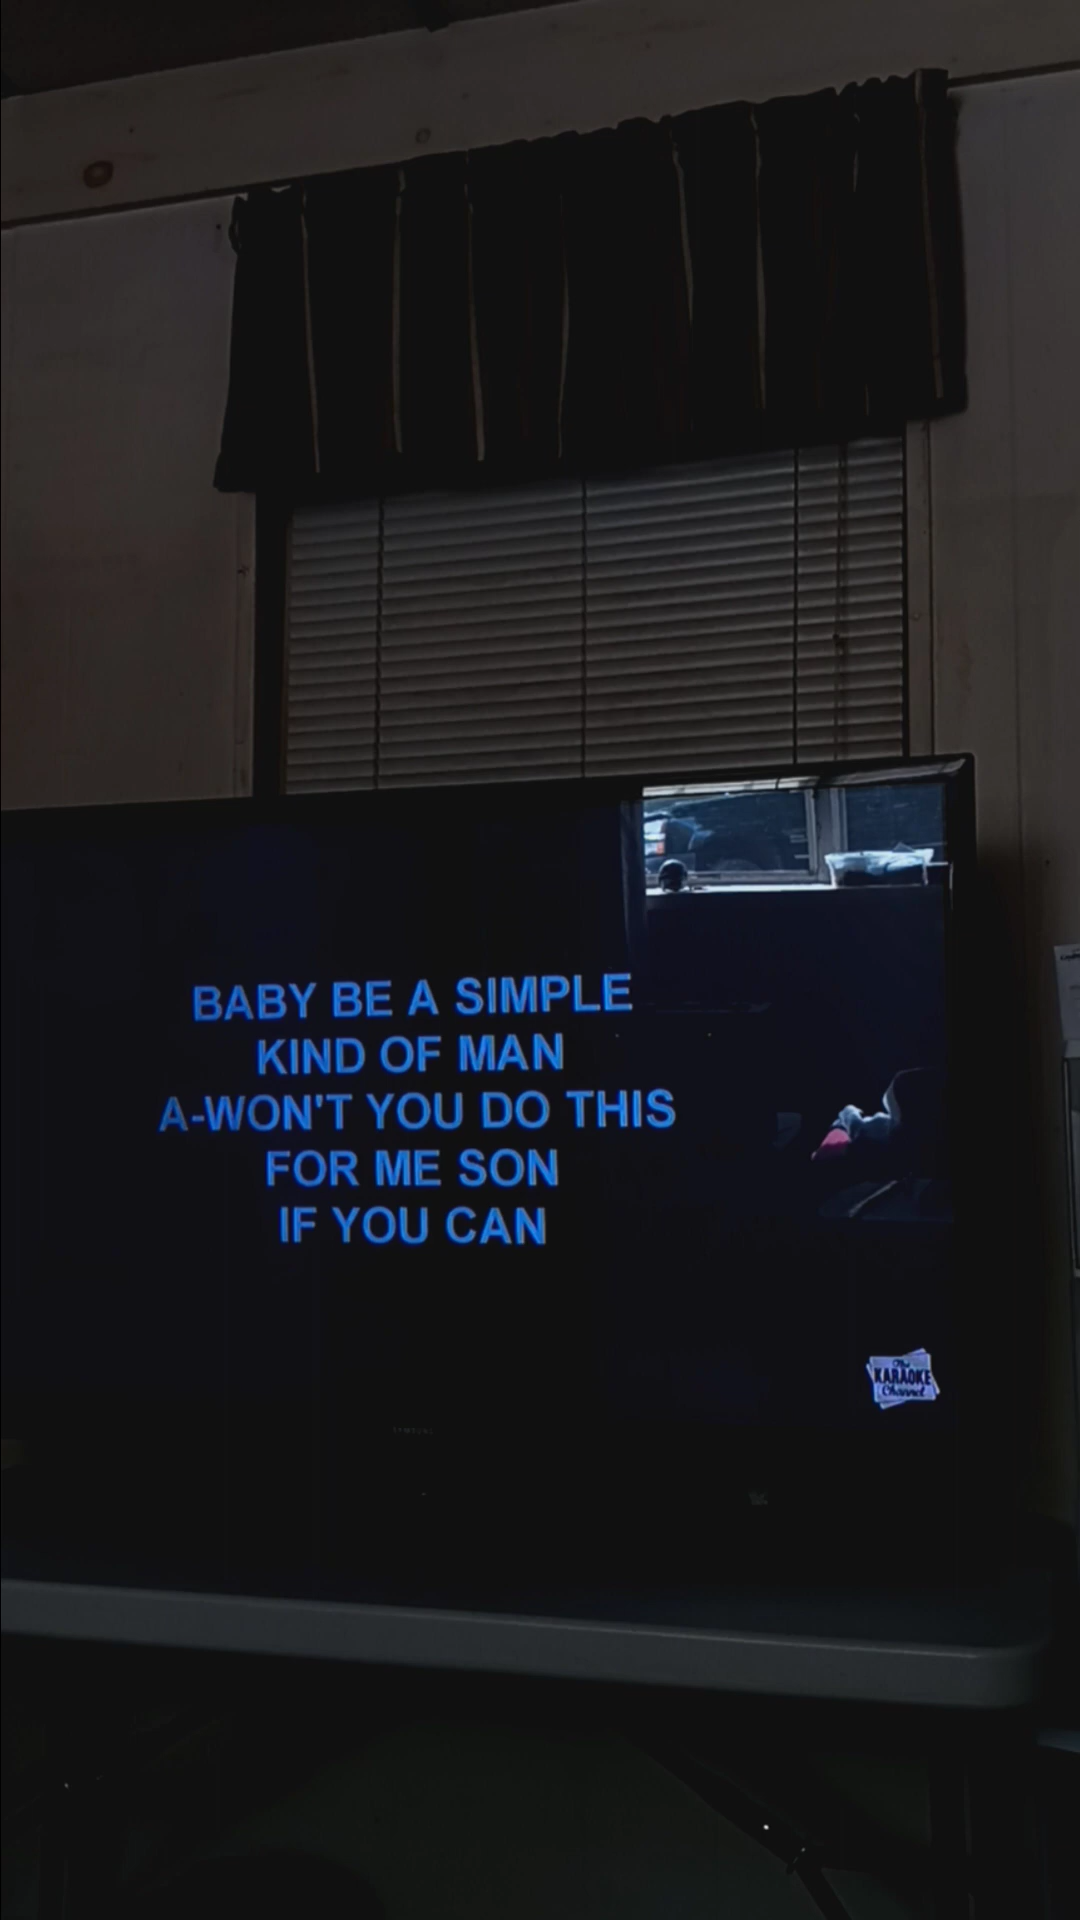 BABY BE A SIMPLE
KIND OF MAN
A-WON'T YOU DO THIS
FOR ME SON
IF YOU CAN
The
KARAOKE
Channel
SAMSUNG